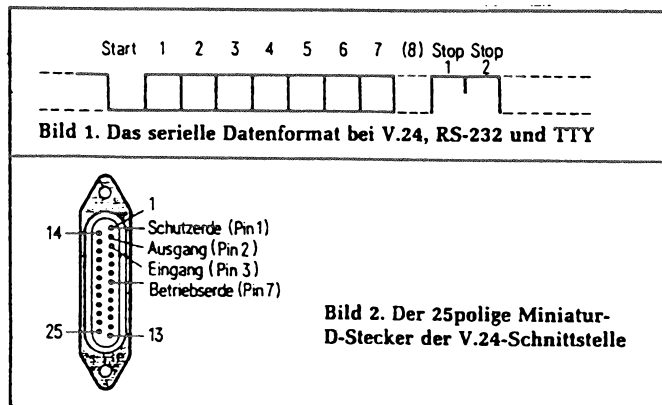 Start 1 2 3 4 5 6 7 (8) Stop Stop
1 2
Bild 1. Das serielle Datenformat bei V.24, RS-232 und TTY
1
14
Schutzerde (Pin 1)
Ausgang (Pin 2)
Eingang (Pin 3)
Betriebserde (Pin 7)
25
13
Bild 2. Der 25polige Miniatur-
D-Stecker der V.24-Schnittstelle